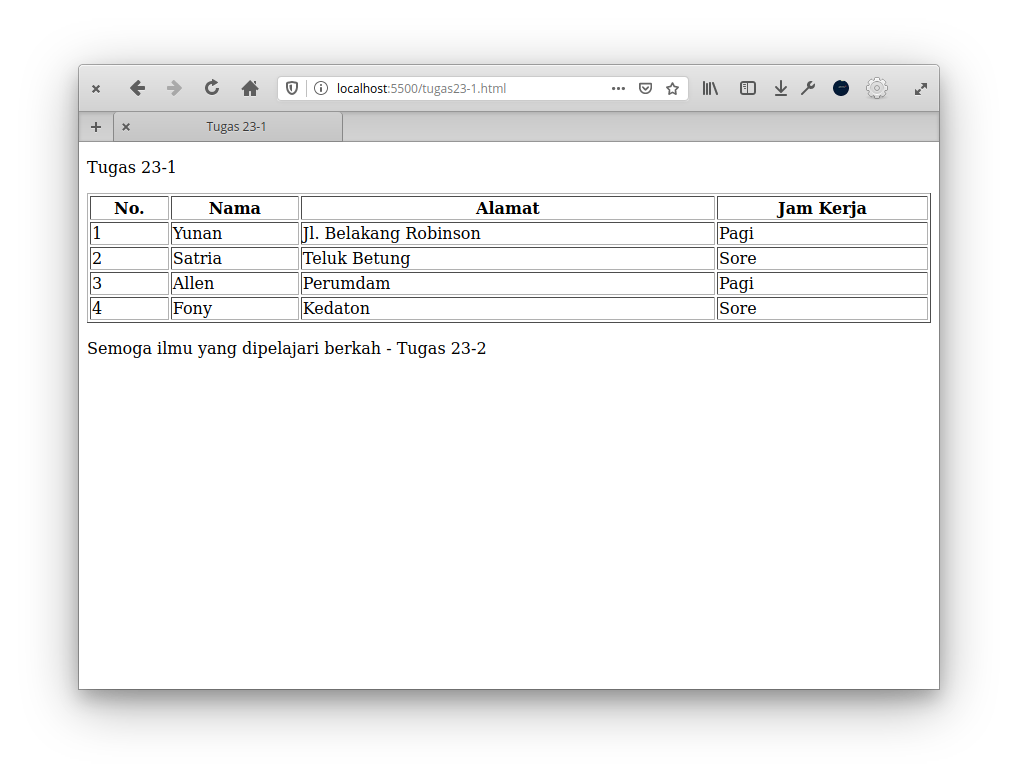 localhost:5500/tugas23-1.html
Tugas 23-1
Tugas 23-1
No. Nama Alamat Jam Kerja
1 Yunan Jl. Belakang Robinson Pagi
2 Satria Teluk Betung Sore
3 Allen Perumdam Pagi
4 Fony Kedaton Sore
Semoga ilmu yang dipelajari berkah - Tugas 23-2